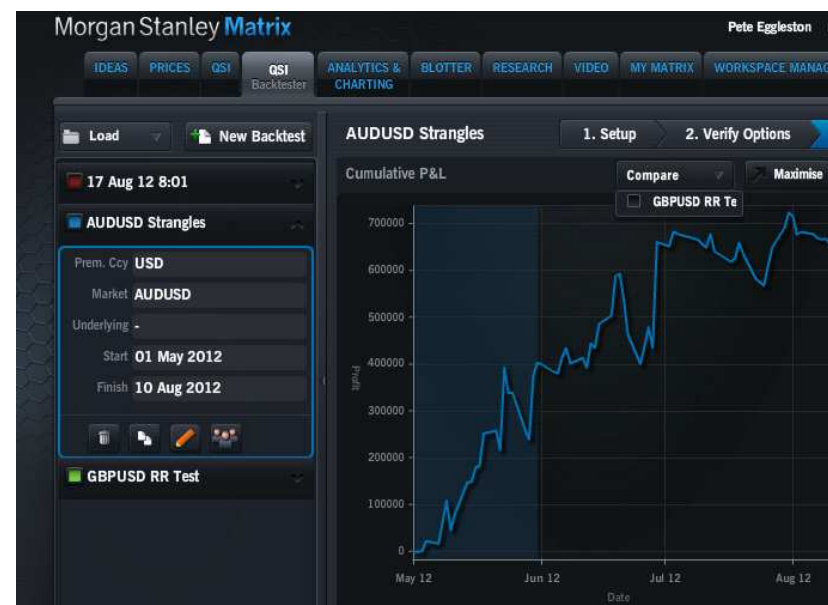 Morgan Stanley Matrix
Pete Eggleston
IDEAS PRICES QSI QSI Backtester ANALYTICS & CHARTING BLOTTER RESEARCH VIDEO MY MATRIX WORKSPACE MANAG
Load New Backtest
17 Aug 12 8:01
AUDUSD Strangles
Prem. Ccy USD
Market AUDUSD
Underlying -
Start 01 May 2012
Finish 10 Aug 2012
GBPUSD RR Test
AUDUSD Strangles 1. Setup 2. Verify Options
Cumulative P&L Compare Maximise
GBPUSD RR Te
700000
600000
500000
400000
300000
200000
100000
0
Profit
May 12 Jun 12 Jul 12 Aug 12
Date